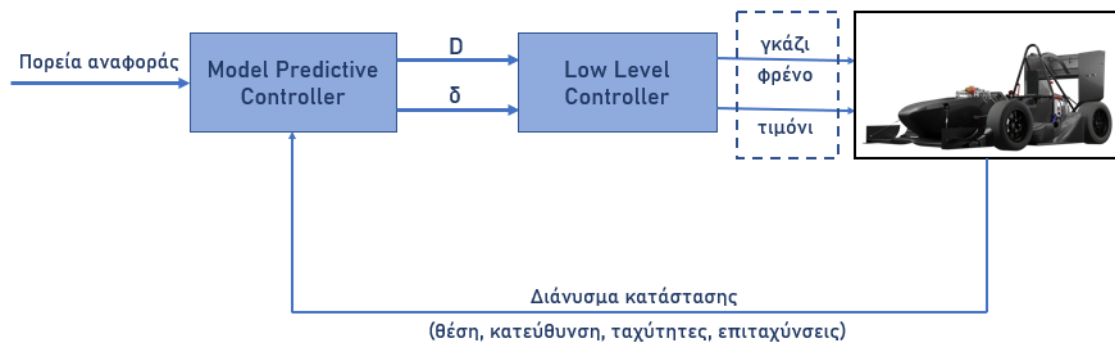 Πορεία αναφοράς
Model Predictive
Controller
D
δ
Low Level
Controller
γκάζι
φρένο
τιμόνι
Διάνυσμα κατάστασης
(θέση, κατεύθυνση, ταχύτητες, επιταχύνσεις)